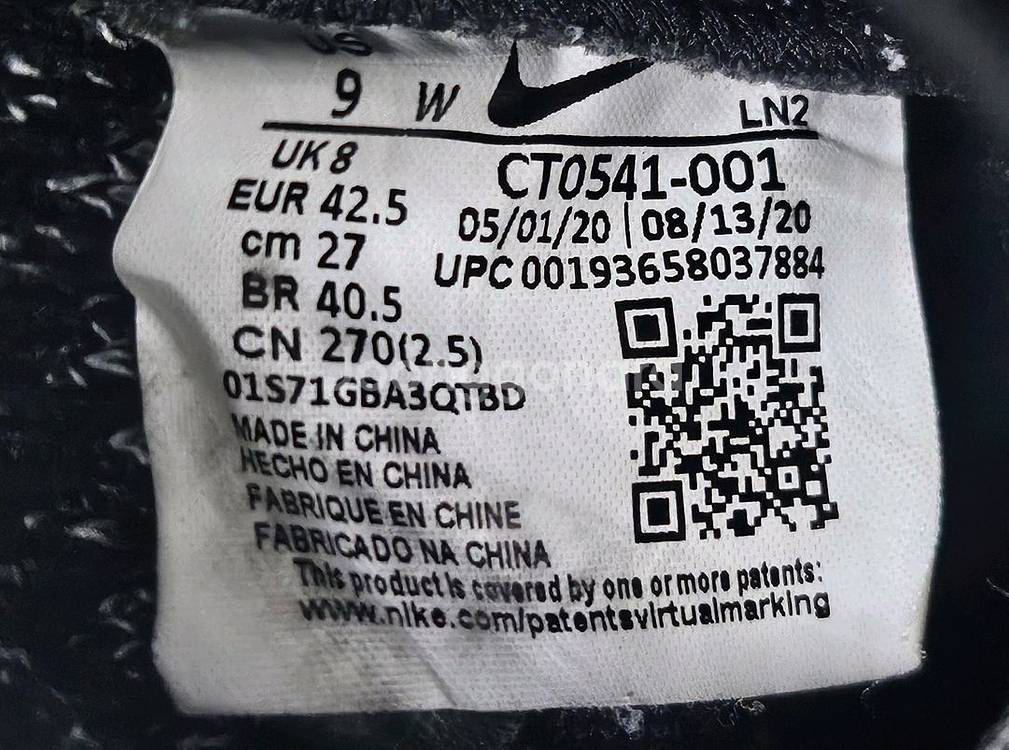 US
9 W
LN2
UK 8
EUR 42.5
cm 27
BR 40.5
CN 270(2.5)
01S71GBA3QTBD
CT0541-001
05/01/20 | 08/13/20
UPC 00193658037884
MADE IN CHINA
HECHO EN CHINA
FABRIQUE EN CHINE
FABRICADO NA CHINA
This product is covered by one or more patents:
www.nike.com/patentsvirtualmarking